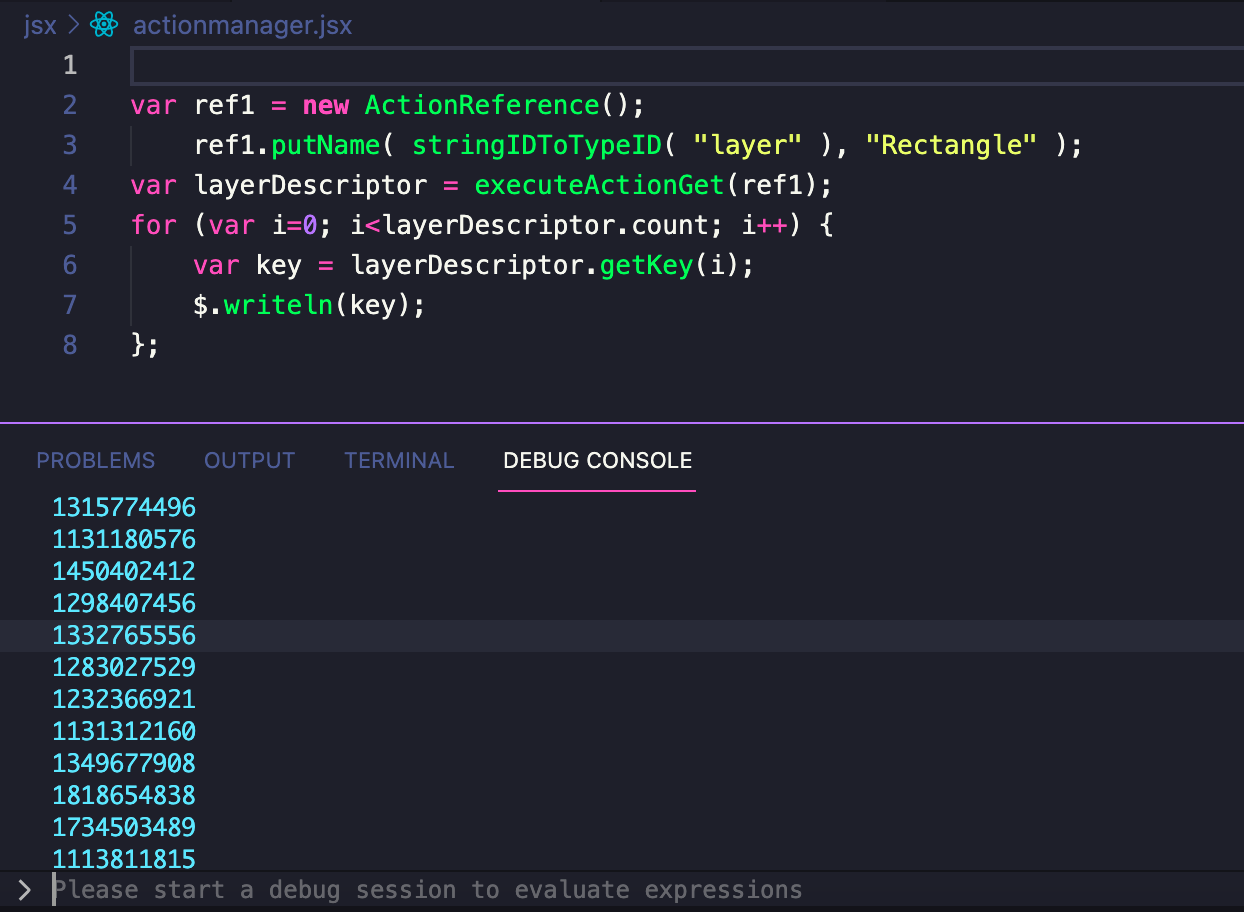 jsx > actionmanager.jsx
1
2 var ref1 = new ActionReference();
3 ref1.putName( stringIDToTypeID( "layer" ), "Rectangle" );
4 var layerDescriptor = executeActionGet(ref1);
5 for (var i=0; i<layerDescriptor.count; i++) {
6 var key = layerDescriptor.getKey(i);
7 $.writeln(key);
8 };
PROBLEMS OUTPUT TERMINAL DEBUG CONSOLE
1315774496
1131180576
1450402412
1298407456
1332765556
1283027529
1232366921
1131312160
1349677908
1818654838
1734503489
1113811815
> Please start a debug session to evaluate expressions